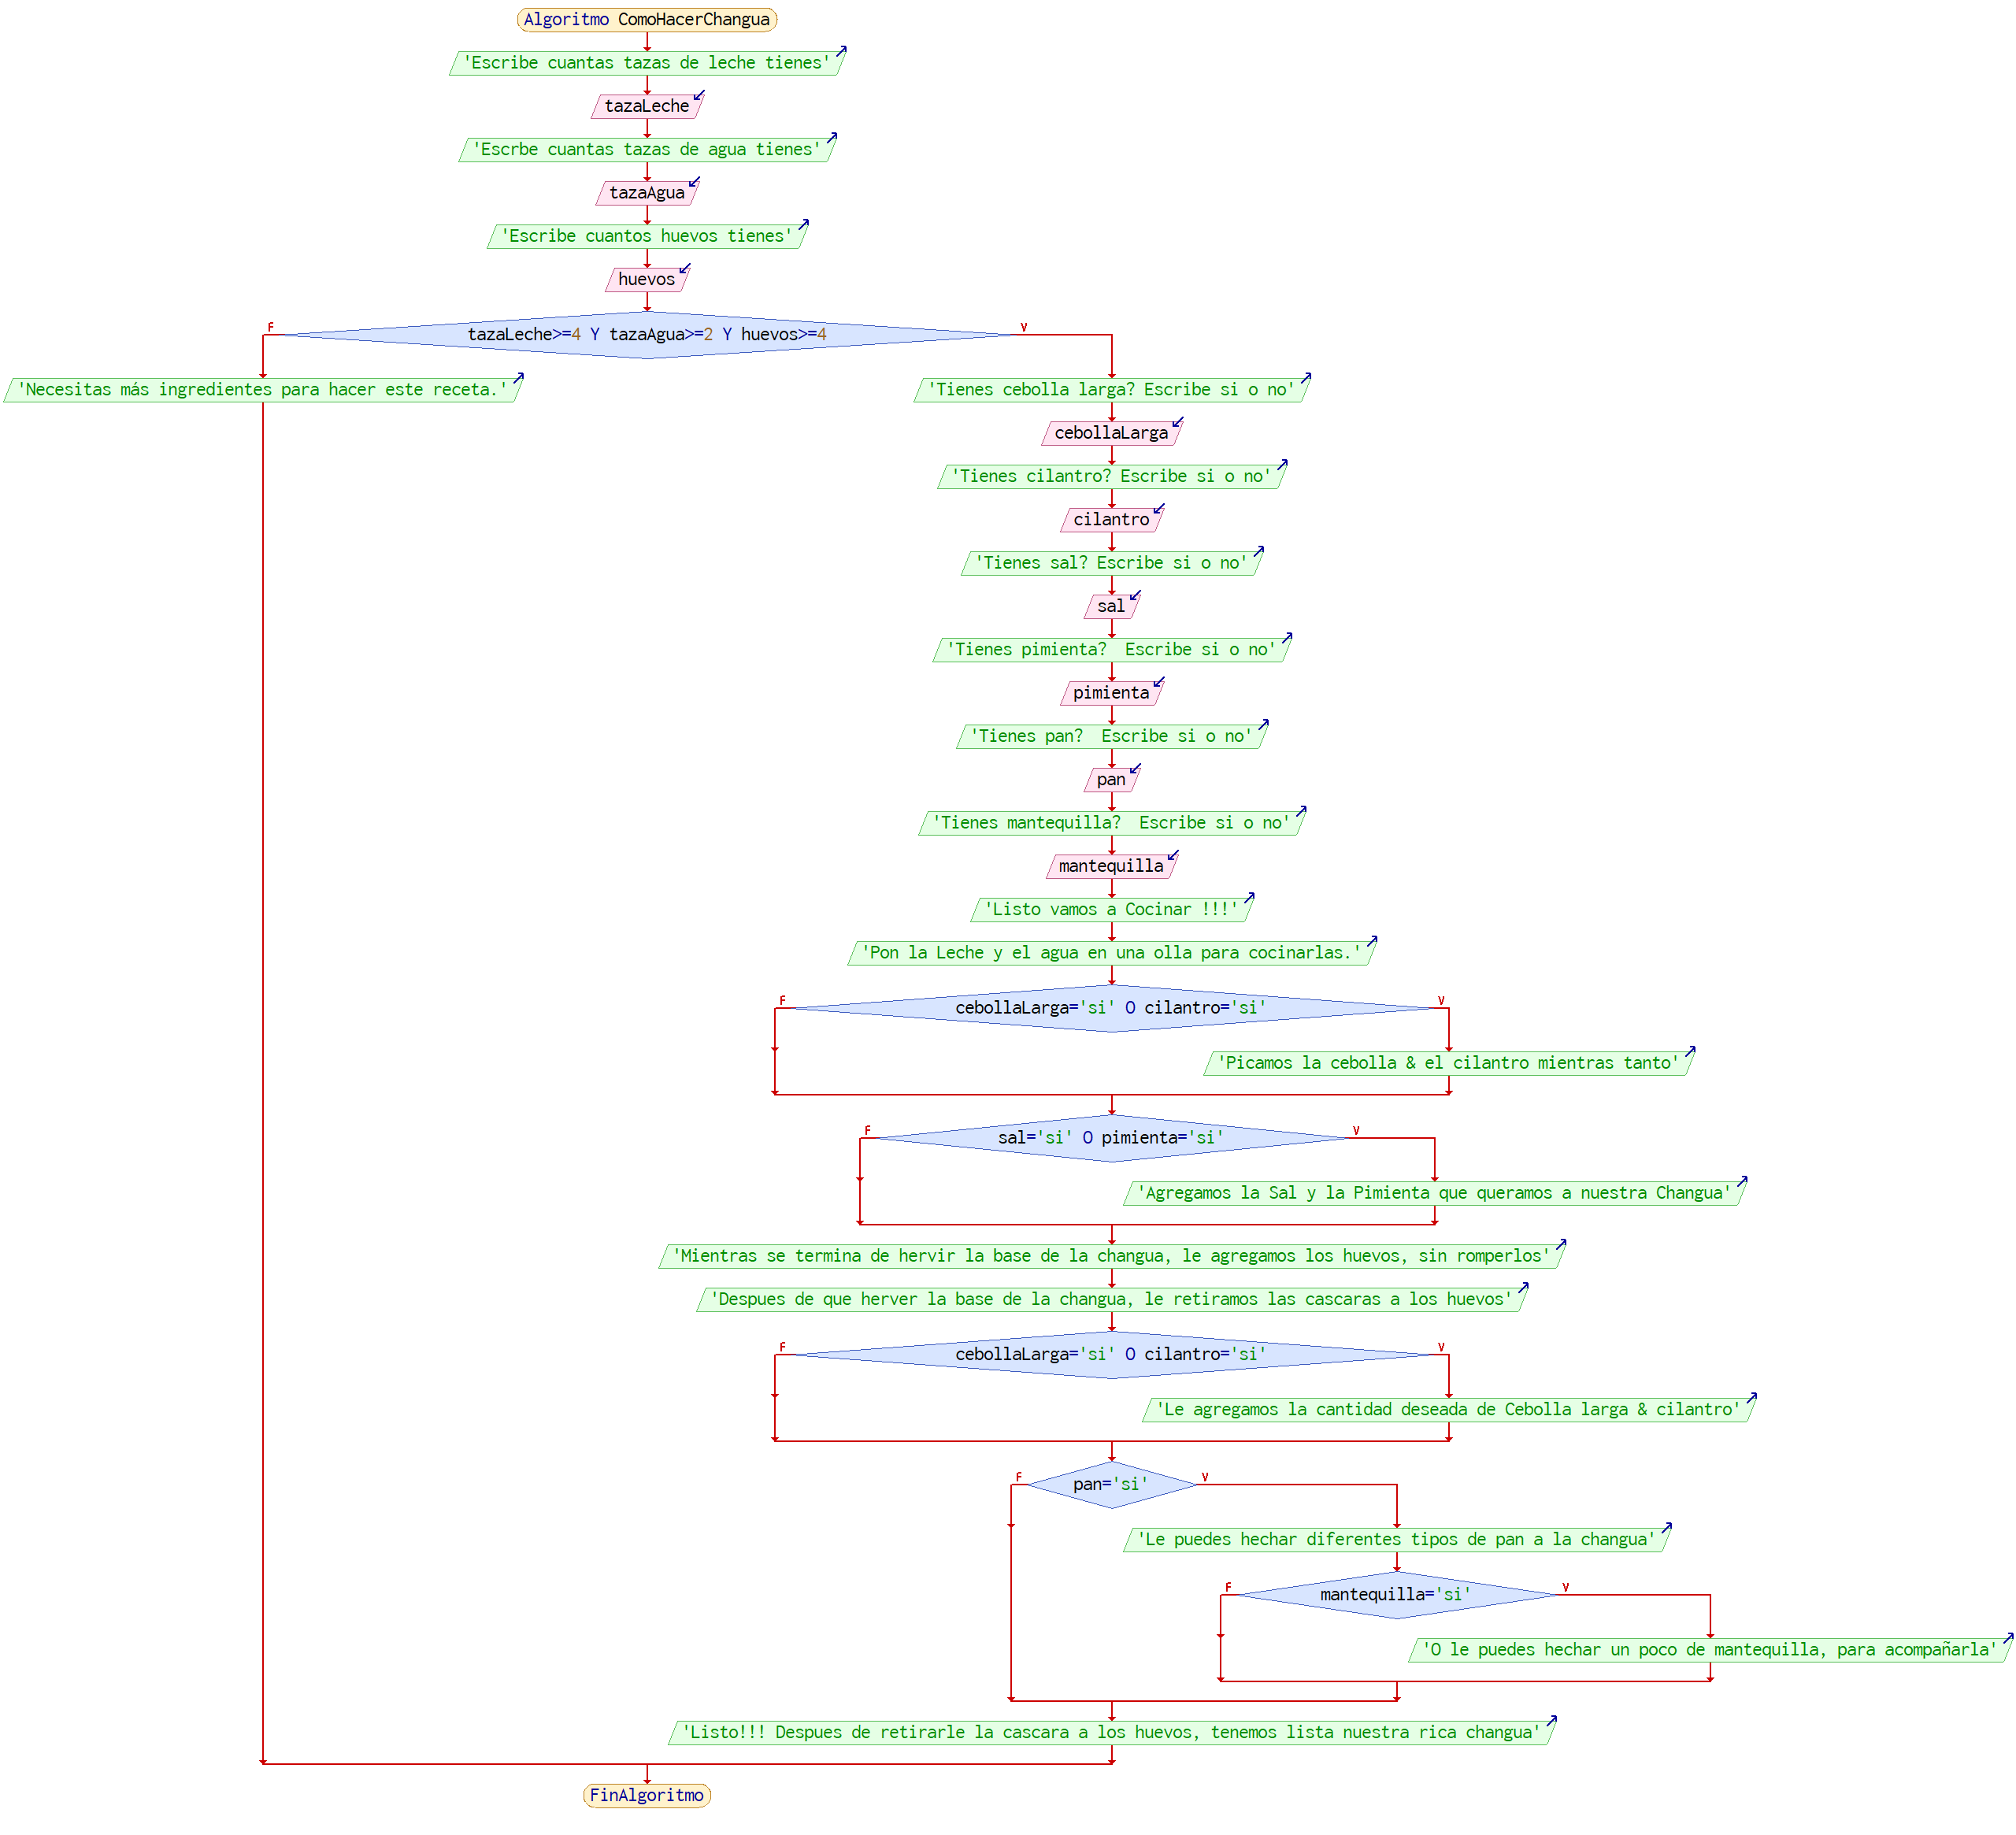 Algoritmo ComoHacerChangua
'Escribe cuantas tazas de leche tienes'
tazaLeche
'Escrbe cuantas tazas de agua tienes'
tazaAgua
'Escribe cuantos huevos tienes'
huevos
tazaLeche>=4 Y tazaAgua>=2 Y huevos>=4
F
V
'Necesitas más ingredientes para hacer este receta.'
'Tienes cebolla larga? Escribe si o no'
cebollaLarga
'Tienes cilantro? Escribe si o no'
cilantro
'Tienes sal? Escribe si o no'
sal
'Tienes pimienta?  Escribe si o no'
pimienta
'Tienes pan?  Escribe si o no'
pan
'Tienes mantequilla?  Escribe si o no'
mantequilla
'Listo vamos a Cocinar !!!'
'Pon la Leche y el agua en una olla para cocinarlas.'
F
V
cebollaLarga='si' O cilantro='si'
'Picamos la cebolla & el cilantro mientras tanto'
F
V
sal='si' O pimienta='si'
'Agregamos la Sal y la Pimienta que queramos a nuestra Changua'
'Mientras se termina de hervir la base de la changua, le agregamos los huevos, sin romperlos'
'Despues de que herver la base de la changua, le retiramos las cascaras a los huevos'
F
V
cebollaLarga='si' O cilantro='si'
'Le agregamos la cantidad deseada de Cebolla larga & cilantro'
F
V
pan='si'
'Le puedes hechar diferentes tipos de pan a la changua'
F
V
mantequilla='si'
'O le puedes hechar un poco de mantequilla, para acompañarla'
'Listo!!! Despues de retirarle la cascara a los huevos, tenemos lista nuestra rica changua'
FinAlgoritmo